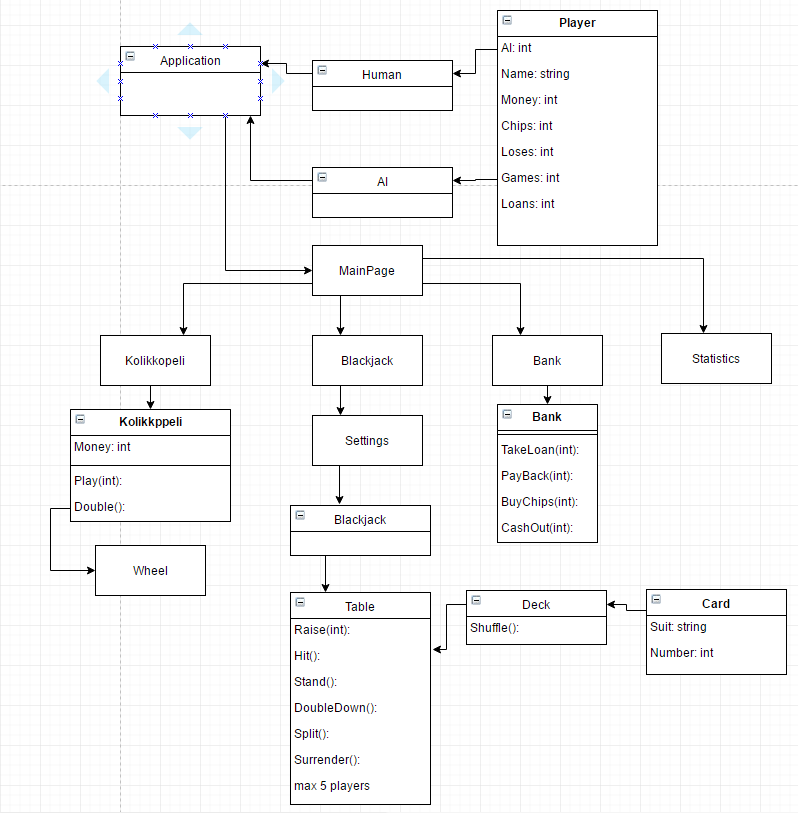 Player
AI: int
Name: string
Money: int
Chips: int
Loses: int
Games: int
Loans: int
Application
Human
AI
MainPage
Kolikkopeli
Blackjack
Bank
Statistics
Kolikkppeli
Money: int
Play(int):
Double():
Wheel
Settings
Blackjack
Bank
TakeLoan(int):
PayBack(int):
BuyChips(int):
CashOut(int):
Table
Raise(int):
Hit():
Stand():
DoubleDown():
Split():
Surrender():
max 5 players
Deck
Shuffle():
Card
Suit: string
Number: int